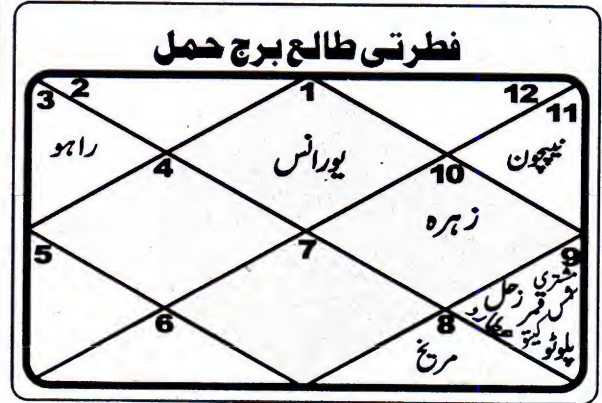 فطرتی طالع برج حمل
1
2
3
12
11
راہو
یورانس
نیپچون
4
10
زہرہ
5
7
9
مشتری
شمس
زحل
قمر
عطارد
کیتو
پلوٹو
6
8
مریخ